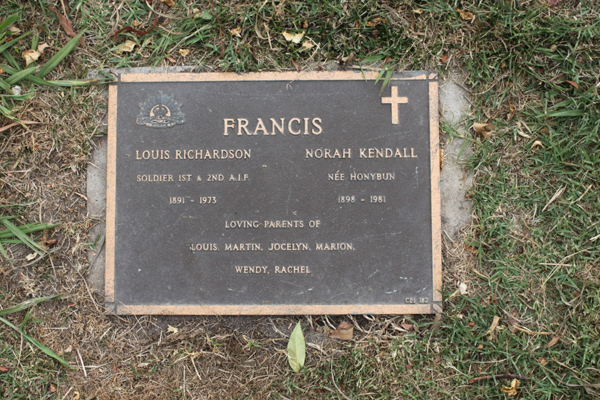 FRANCIS
LOUIS RICHARDSON NORAH KENDALL
SOLDIER 1ST & 2ND A.I.F. NÉE HONYBUN
1891 - 1973 1898 - 1981
LOVING PARENTS OF
LOUIS, MARTIN, JOCELYN, MARION,
WENDY, RACHEL